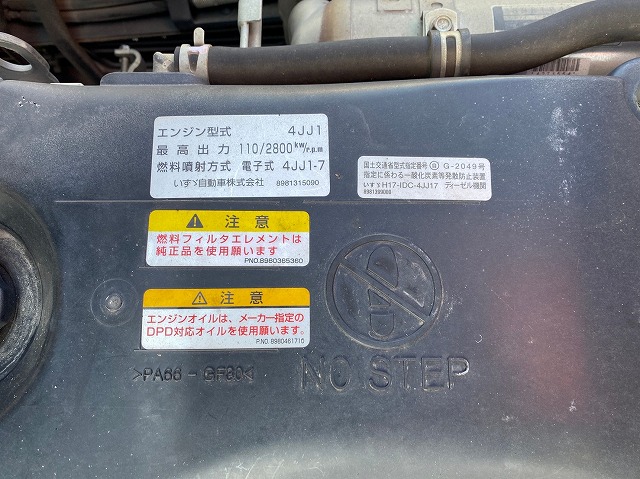 エンジン型式 4JJ1
最高出力 110/2800 kw/r.p.m
燃料噴射方式 電子式 4JJ1-7
いすゞ自動車株式会社 8981315090
国土交通省型式指定番号 G-2049号
指定に係わる一酸化炭素等発散防止装置
いすゞH17-IDC-4JJ17 ディーゼル機関
8981399000
注意
燃料フィルタエレメントは
純正品を使用願います
P.NO.8980365360
注意
エンジンオイルは、メーカー指定の
DPD対応オイルを使用願います。
P.NO.8980461710
>PA66-GF30<
NO STEP